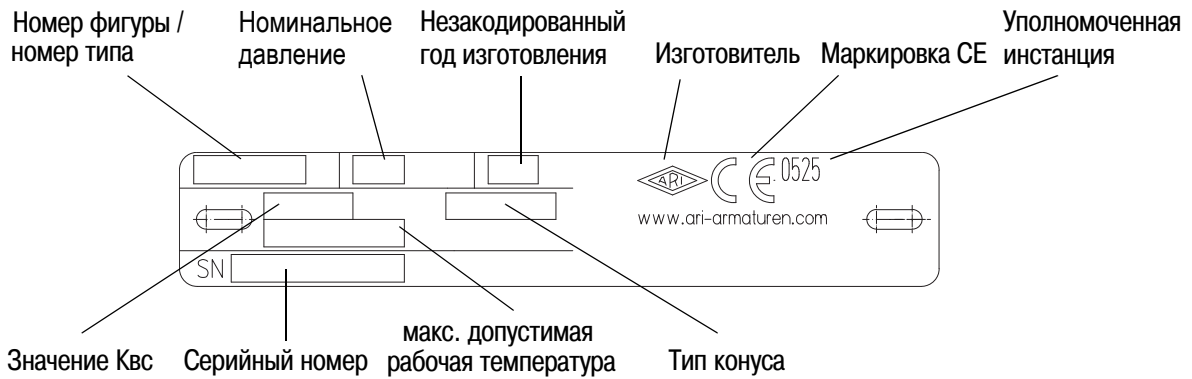 Номер фигуры /
номер типа
Номинальное
давление
Незакодированный
год изготовления
Изготовитель
Маркировка CE
Уполномоченная
инстанция
ARI
CE
0525
www.ari-armaturen.com
SN
Значение Квс
Серийный номер
макс. допустимая
рабочая температура
Тип конуса